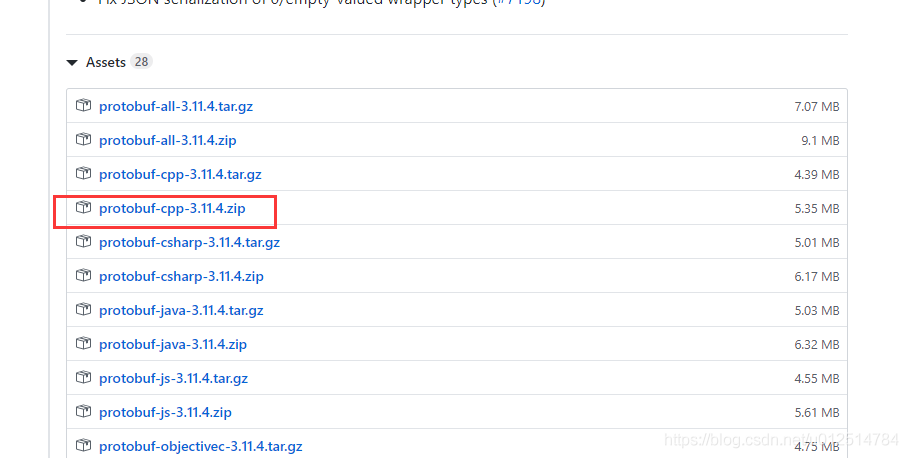 Fix JSON serialization of 0/empty-valued wrapper types (#7198)
Assets 28
protobuf-all-3.11.4.tar.gz 7.07 MB
protobuf-all-3.11.4.zip 9.1 MB
protobuf-cpp-3.11.4.tar.gz 4.39 MB
protobuf-cpp-3.11.4.zip 5.35 MB
protobuf-csharp-3.11.4.tar.gz 5.01 MB
protobuf-csharp-3.11.4.zip 6.17 MB
protobuf-java-3.11.4.tar.gz 5.03 MB
protobuf-java-3.11.4.zip 6.32 MB
protobuf-js-3.11.4.tar.gz 4.55 MB
protobuf-js-3.11.4.zip 5.61 MB
protobuf-objectivec-3.11.4.tar.gz 4.75 MB
https://blog.csdn.net/u012514784